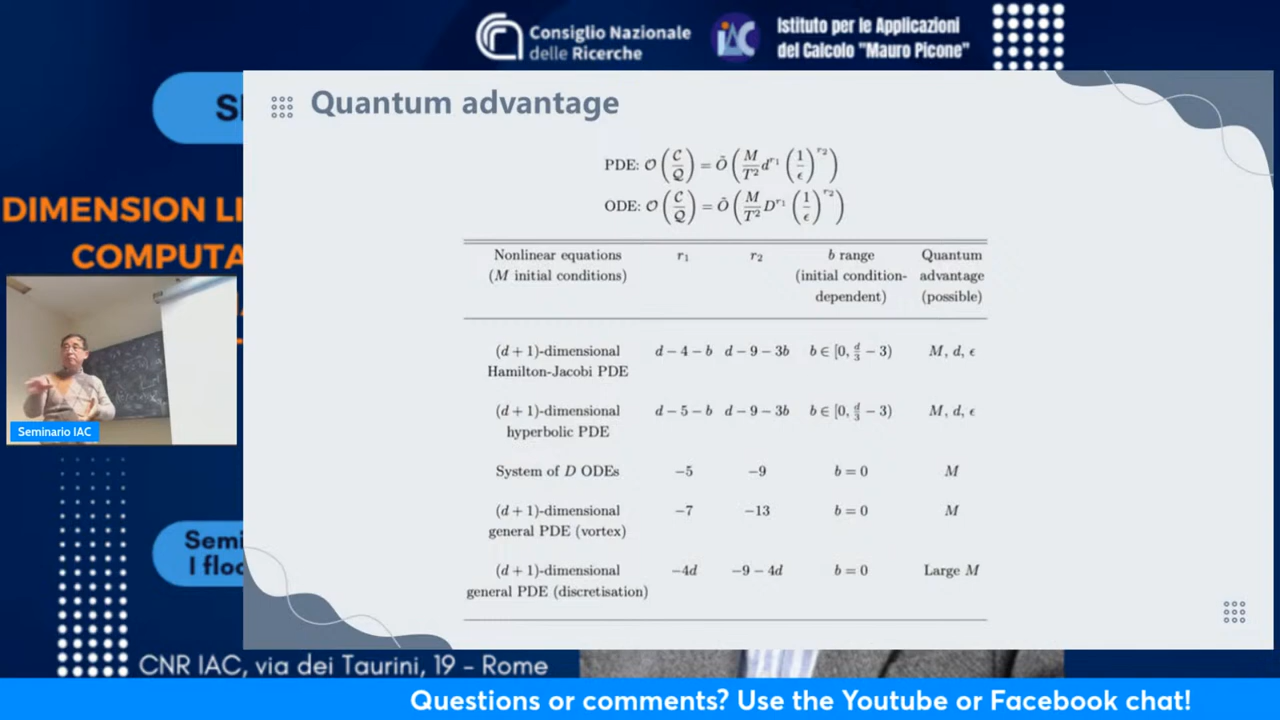 Consiglio Nazionale
delle Ricerche
IAC
Istituto per le Applicazioni
del Calcolo "Mauro Picone"
Quantum advantage
PDE: 𝒪(𝒞/𝒬) = Õ(M/T² d^{r₁} (1/ϵ)^{r₂})
ODE: 𝒪(𝒞/𝒬) = Õ(M/T² D^{r₁} (1/ϵ)^{r₂})
Nonlinear equations r₁ r₂ b range Quantum
(M initial conditions) (initial condition- advantage
dependent) (possible)
(d + 1)-dimensional d − 4 − b d − 9 − 3b b ∈ [0, d/3 − 3) M, d, ϵ
Hamilton-Jacobi PDE
(d + 1)-dimensional d − 5 − b d − 9 − 3b b ∈ [0, d/3 − 3) M, d, ϵ
hyperbolic PDE
System of D ODEs −5 −9 b = 0 M
(d + 1)-dimensional −7 −13 b = 0 M
general PDE (vortex)
(d + 1)-dimensional −4d −9 − 4d b = 0 Large M
general PDE (discretisation)
DIMENSION LI
COMPUTA
Seminario IAC
Semi
I floo
CNR IAC, via dei Taurini, 19 - Rome
Questions or comments? Use the Youtube or Facebook chat!